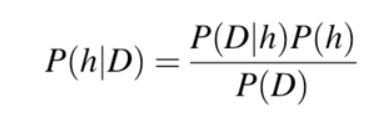 P(h|D) = P(D|h)P(h) / P(D)